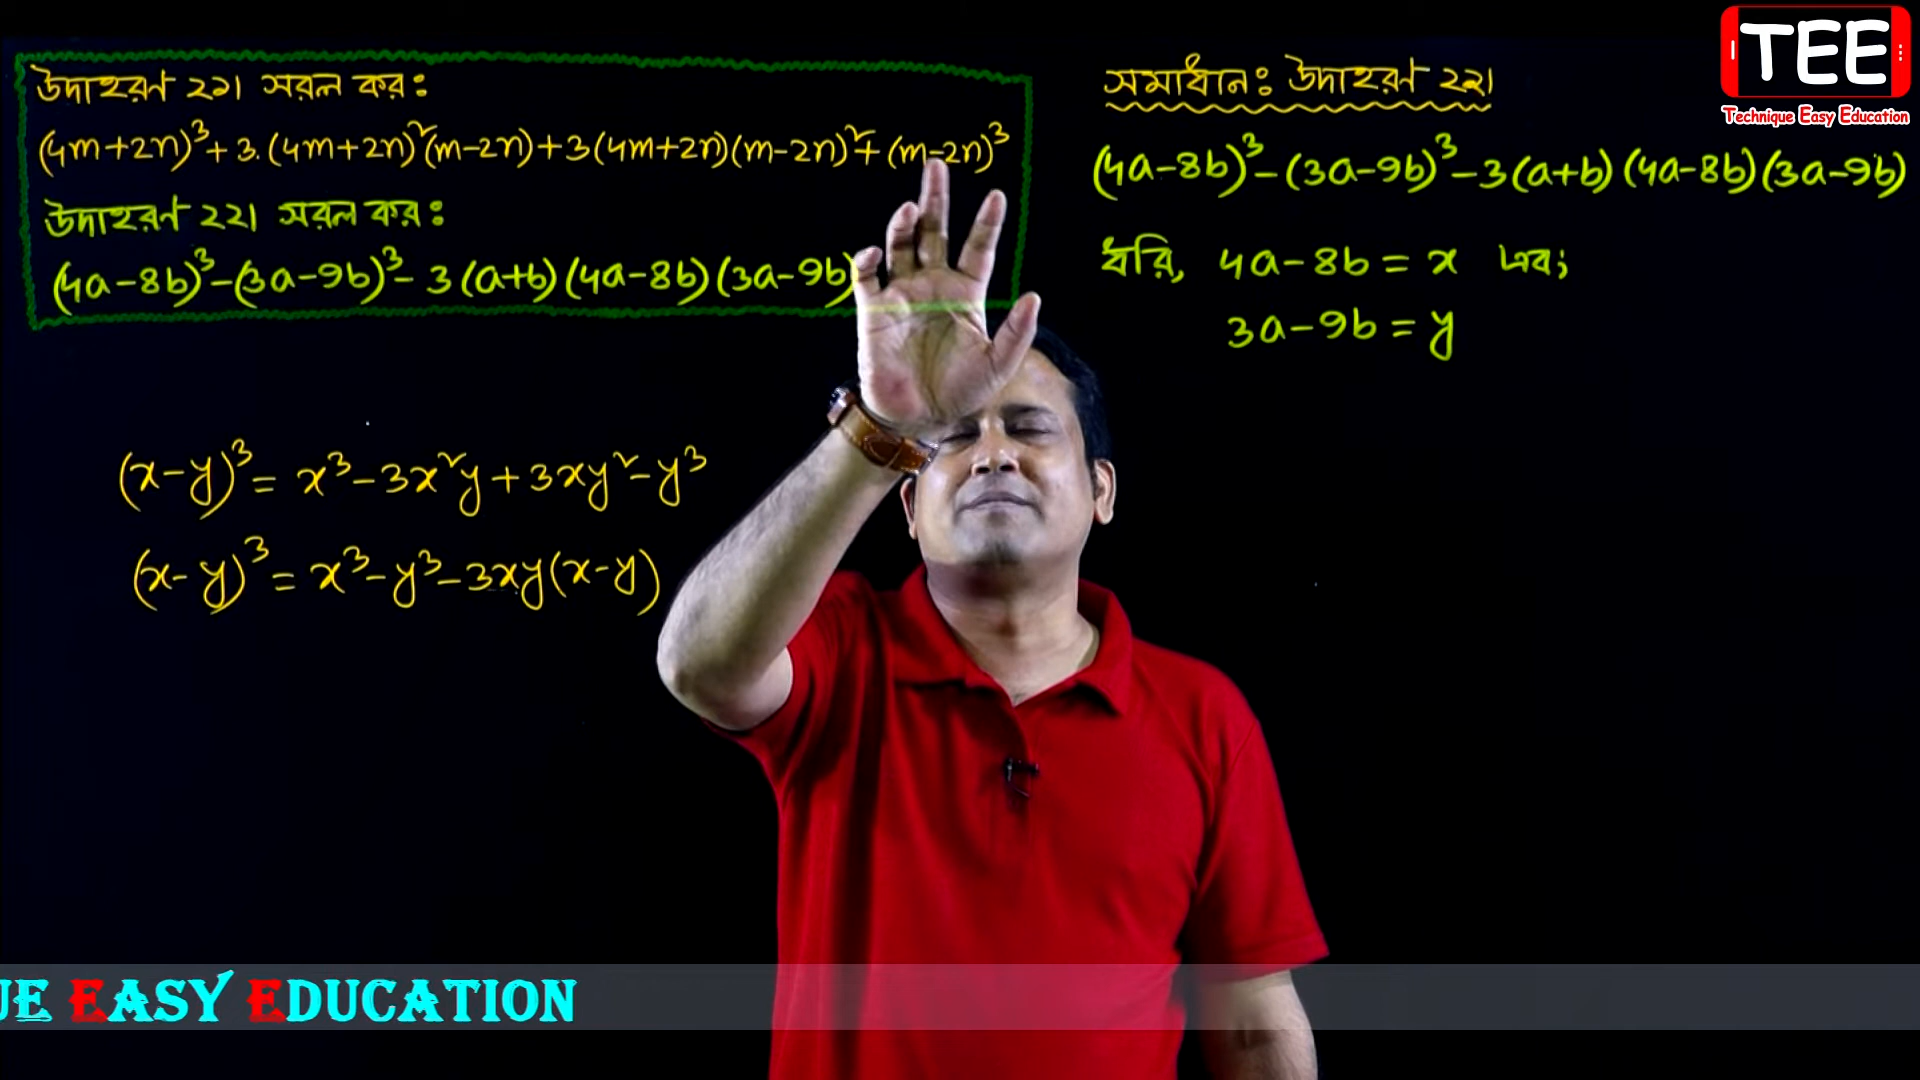 উদাহরণ ২১। সরল কর:
(4m+2n)³+3.(4m+2n)²(m-2n)+3(4m+2n)(m-2n)²+(m-2n)³
উদাহরণ ২২। সরল কর:
(4a-8b)³-(3a-9b)³-3(a+b)(4a-8b)(3a-9b)
(x-y)³= x³-3x²y+3xy²-y³
(x-y)³= x³-y³-3xy(x-y)
সমাধান: উদাহরণ ২২।
(4a-8b)³-(3a-9b)³-3(a+b)(4a-8b)(3a-9b)
ধরি, 4a-8b = x এবং
3a-9b = y
TEE
Technique Easy Education
UE EASY EDUCATION